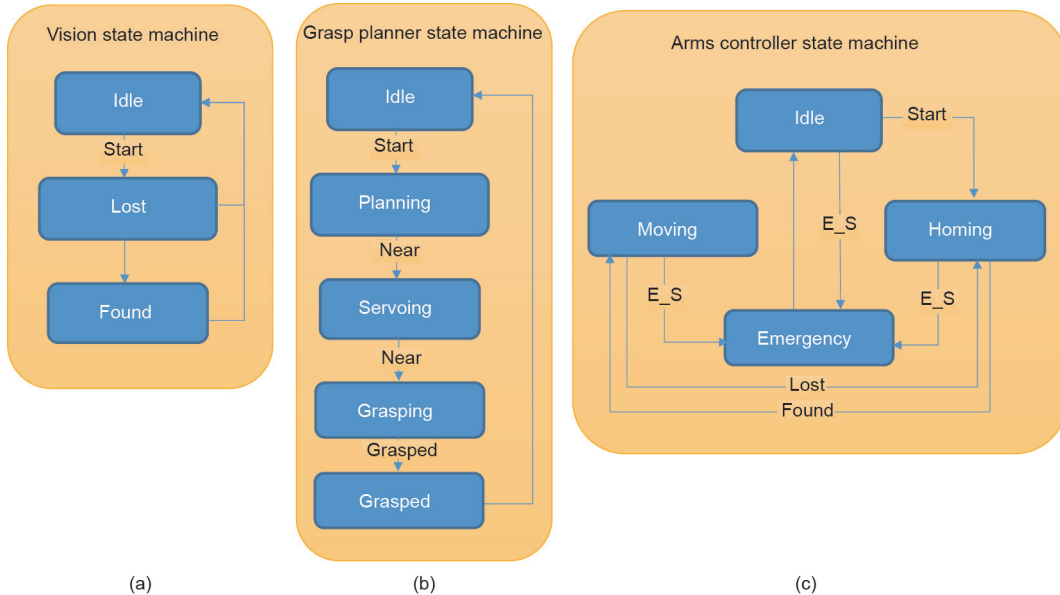 Vision state machine
Idle
Start
Lost
Found
(a)
Grasp planner state machine
Idle
Start
Planning
Near
Servoing
Near
Grasping
Grasped
Grasped
(b)
Arms controller state machine
Idle
Start
Moving
E_S
Homing
E_S
E_S
Emergency
Lost
Found
(c)